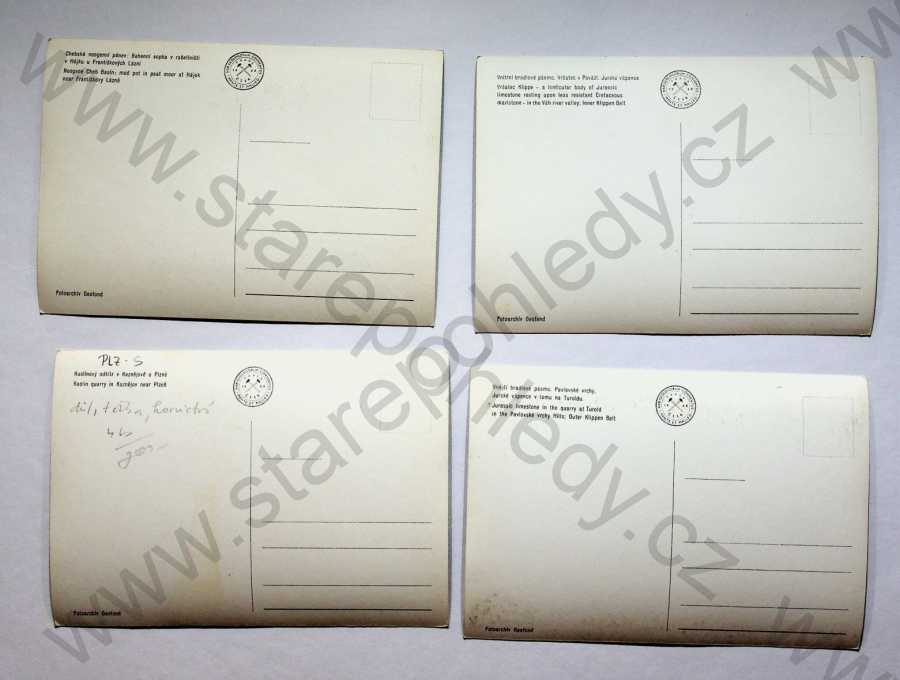 Chebská neogenní pánev: Bahenní sopka v rašeliništi
v Hájku u Františkových Lázní
Neogene Cheb Basin: mud pot in peat moor at Hájek
near Františkovy Lázně
Fotoarchiv Geofond
Vnitřní bradlové pásmo. Vršatec v Pováží. Jurské vápence
Vršatec Klippe – a lenticular body of Jurassic
limestone resting upon less resistant Cretaceous
marlstone – in the Váh river valley; Inner Klippen Belt
Fotoarchiv Geofond
PLZ - S
Kaolinový odkliz v Kaznějově u Plzně
Kaolin quarry in Kaznějov near Plzeň
důl, těžba, hornictví
Fotoarchiv Geofond
Vnější bradlové pásmo. Pavlovské vrchy.
Jurské vápence v lomu na Turoldu.
Jurassic limestone in the quarry at Turold
in the Pavlovské vrchy Hills; Outer Klippen Belt
Fotoarchiv Geofond
www.starepohledy.cz
www.starepohledy.cz